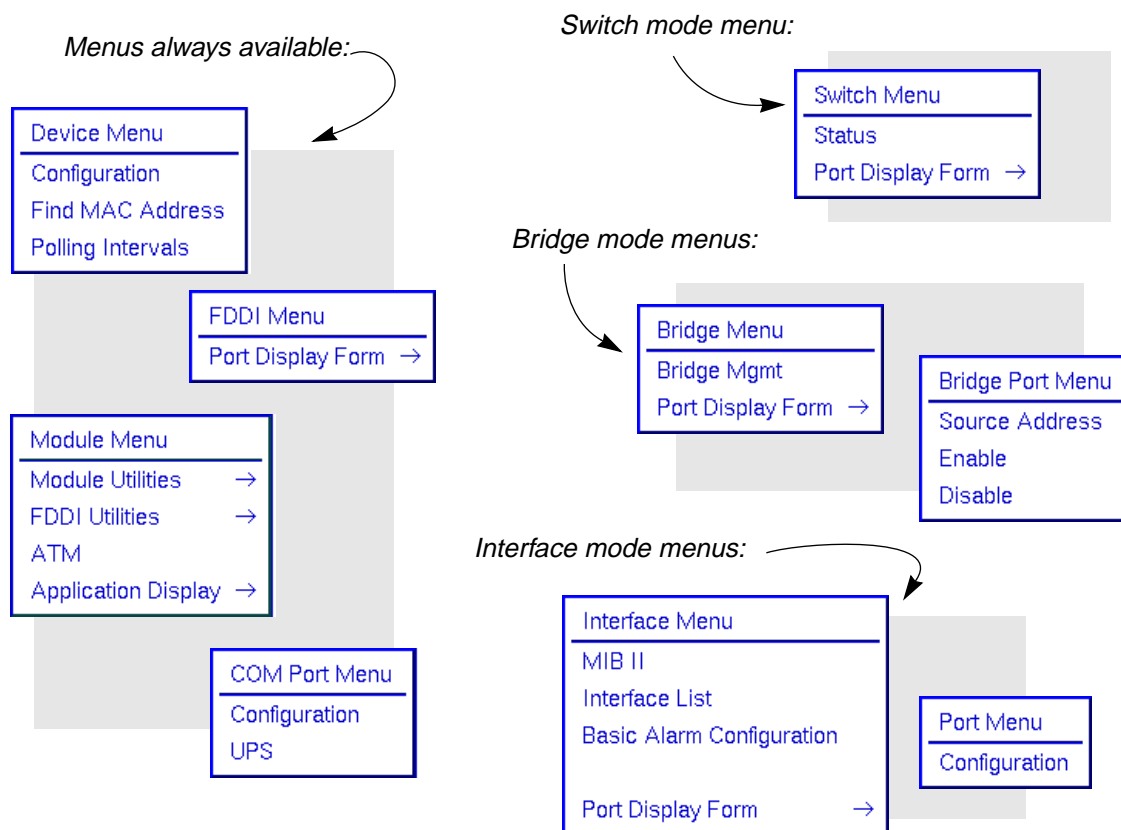 Menus always available:
Device Menu
Configuration
Find MAC Address
Polling Intervals
FDDI Menu
Port Display Form →
Module Menu
Module Utilities →
FDDI Utilities →
ATM
Application Display →
COM Port Menu
Configuration
UPS
Switch mode menu:
Switch Menu
Status
Port Display Form →
Bridge mode menus:
Bridge Menu
Bridge Mgmt
Port Display Form →
Bridge Port Menu
Source Address
Enable
Disable
Interface mode menus:
Interface Menu
MIB II
Interface List
Basic Alarm Configuration
Port Display Form →
Port Menu
Configuration